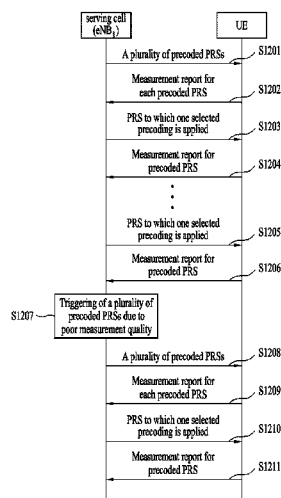 serving cell
(eNBs)
UE
A plurality of precoded PRSs
S1201
Measurement report for
each precoded PRS
S1202
PRS to which one selected
precoding is applied
S1203
Measurement report for
precoded PRS
S1204
PRS to which one selected
precoding is applied
S1205
Measurement report for
precoded PRS
S1206
S1207
Triggering of a plurality of
precoded PRSs due to
poor measurement quality
A plurality of precoded PRSs
S1208
Measurement report for
each precoded PRS
S1209
PRS to which one selected
precoding is applied
S1210
Measurement report for
precoded PRS
S1211